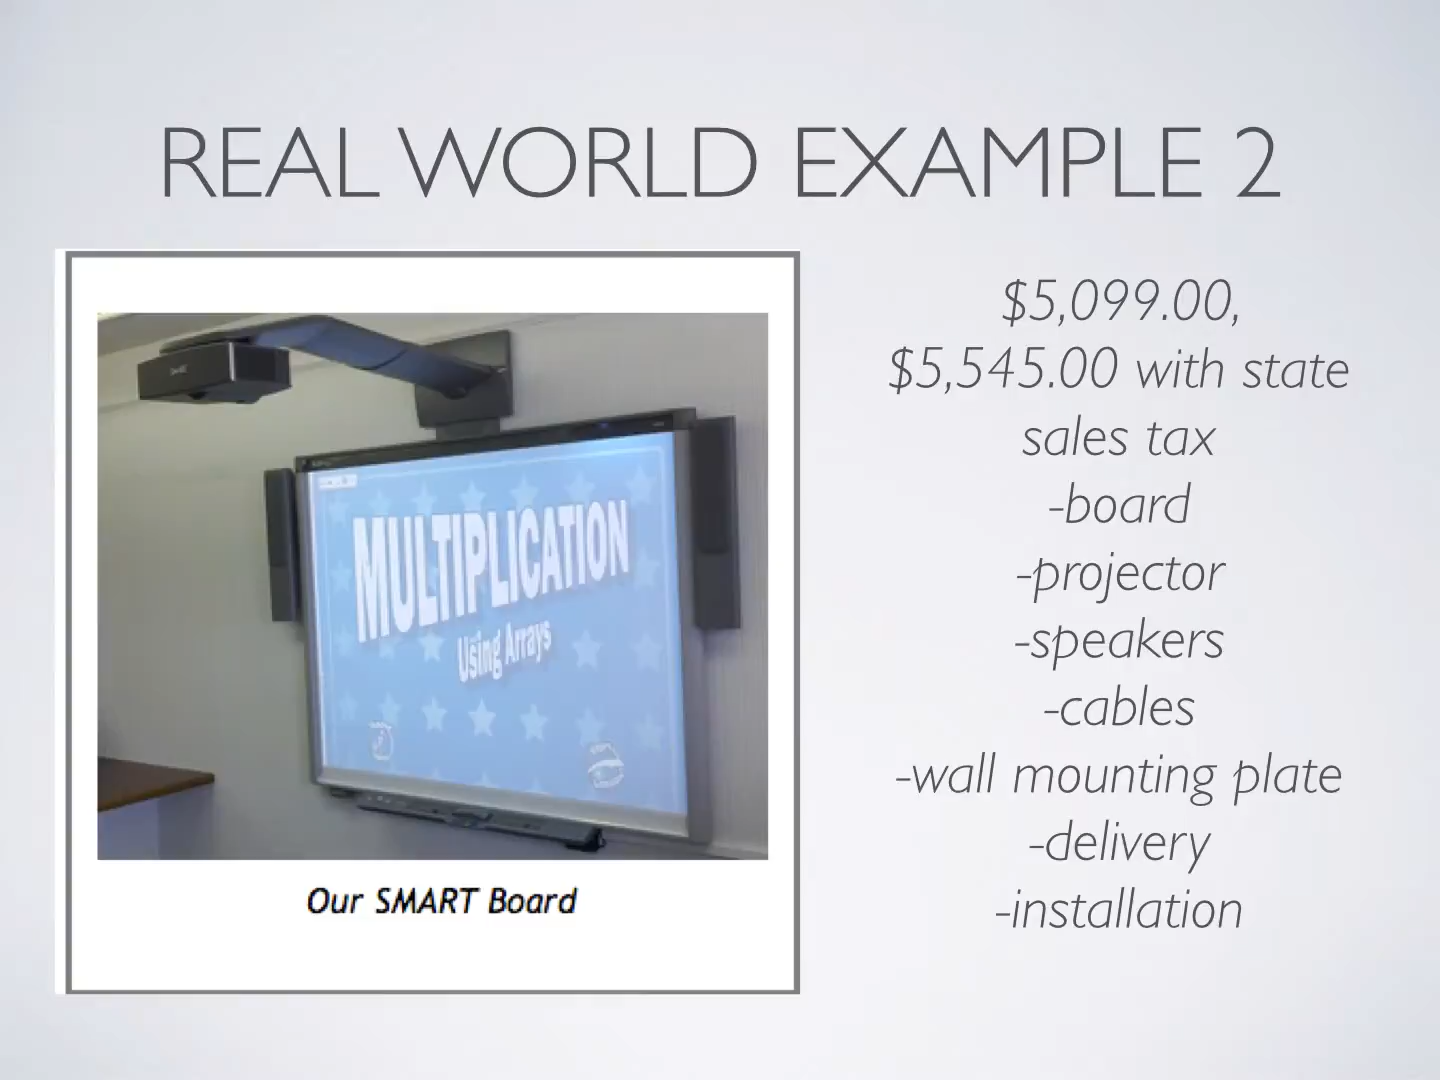 REAL WORLD EXAMPLE 2
MULTIPLICATION
Using Arrays
Our SMART Board
$5,099.00,
$5,545.00 with state
sales tax
-board
-projector
-speakers
-cables
-wall mounting plate
-delivery
-installation